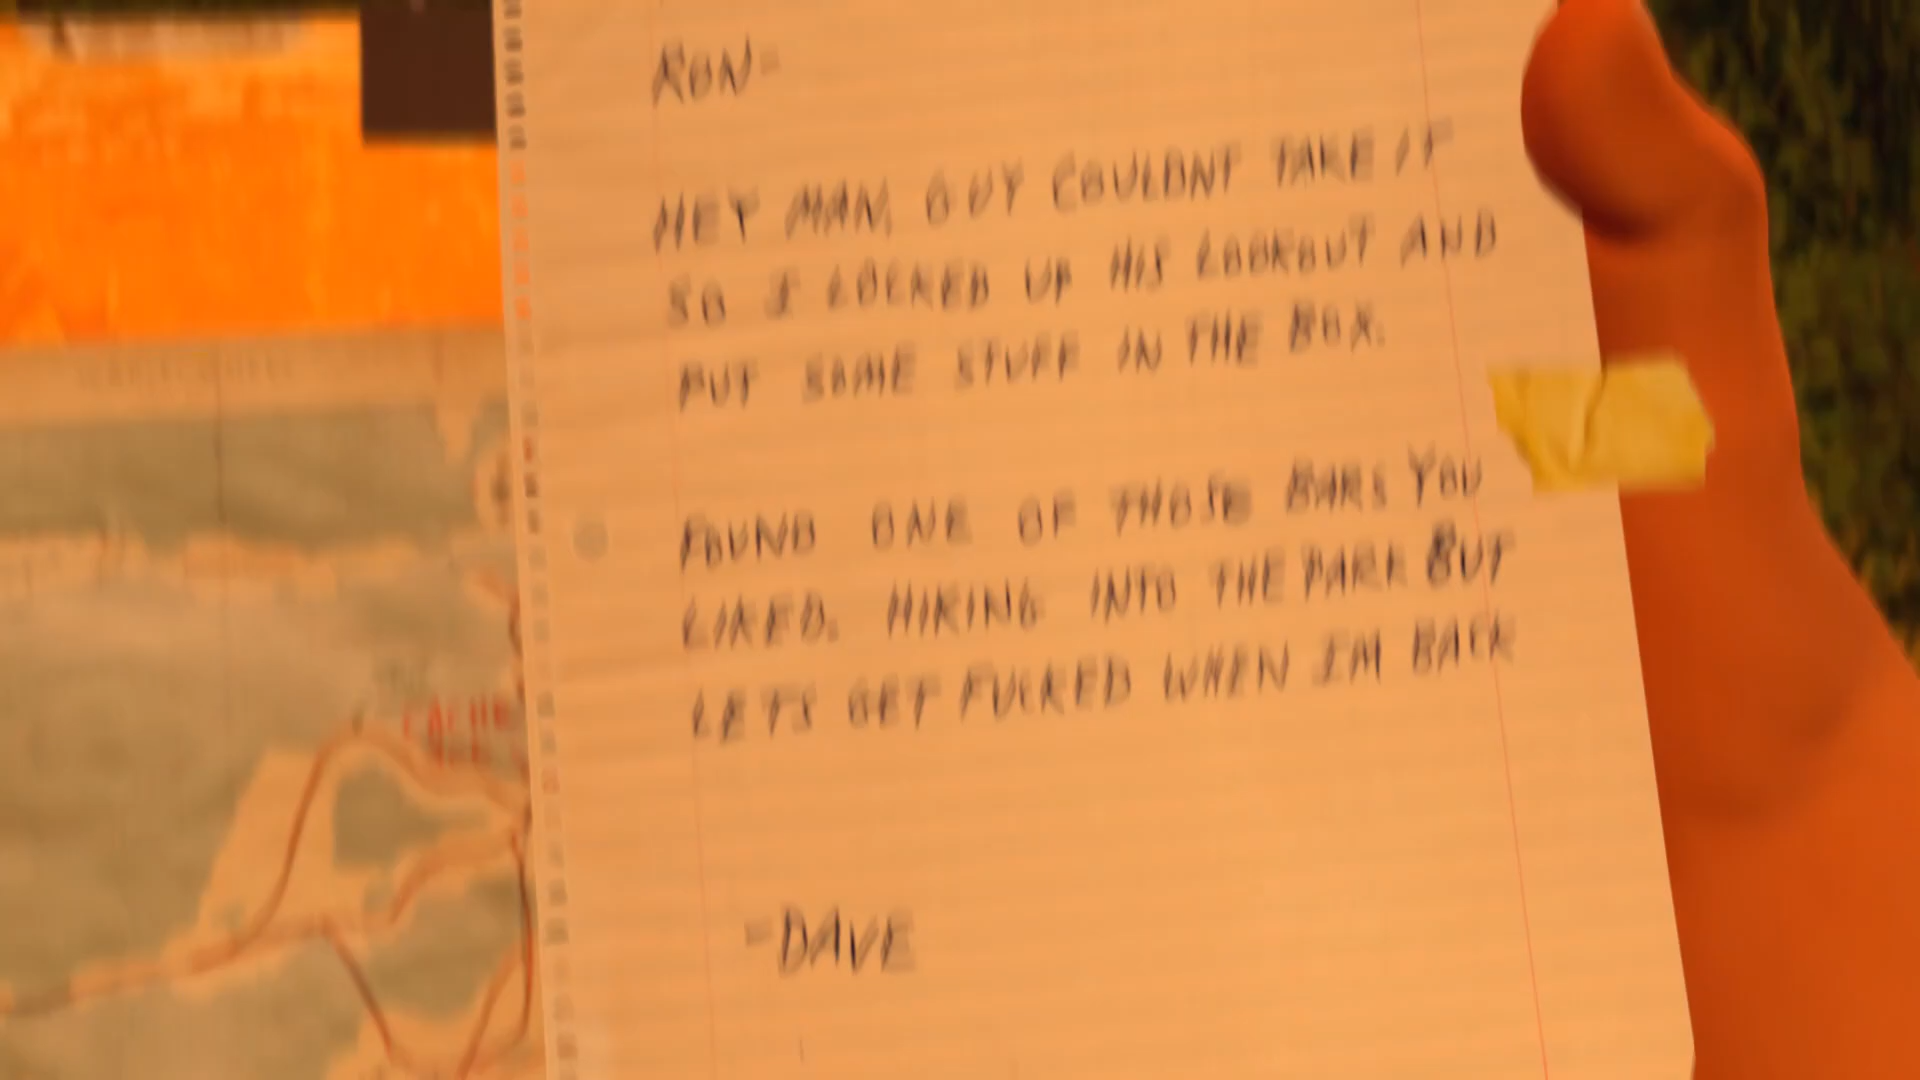 RON-
HEY MAN, GUY COULDNT TAKE IT
SO I LOCKED UP HIS LOOKOUT AND
PUT SOME STUFF IN THE BOX.
FOUND ONE OF THOSE BARS YOU
LIKED. HIKING INTO THE PARK BUT
LETS GET FUCKED WHEN IM BACK
-DAVE
CACHE